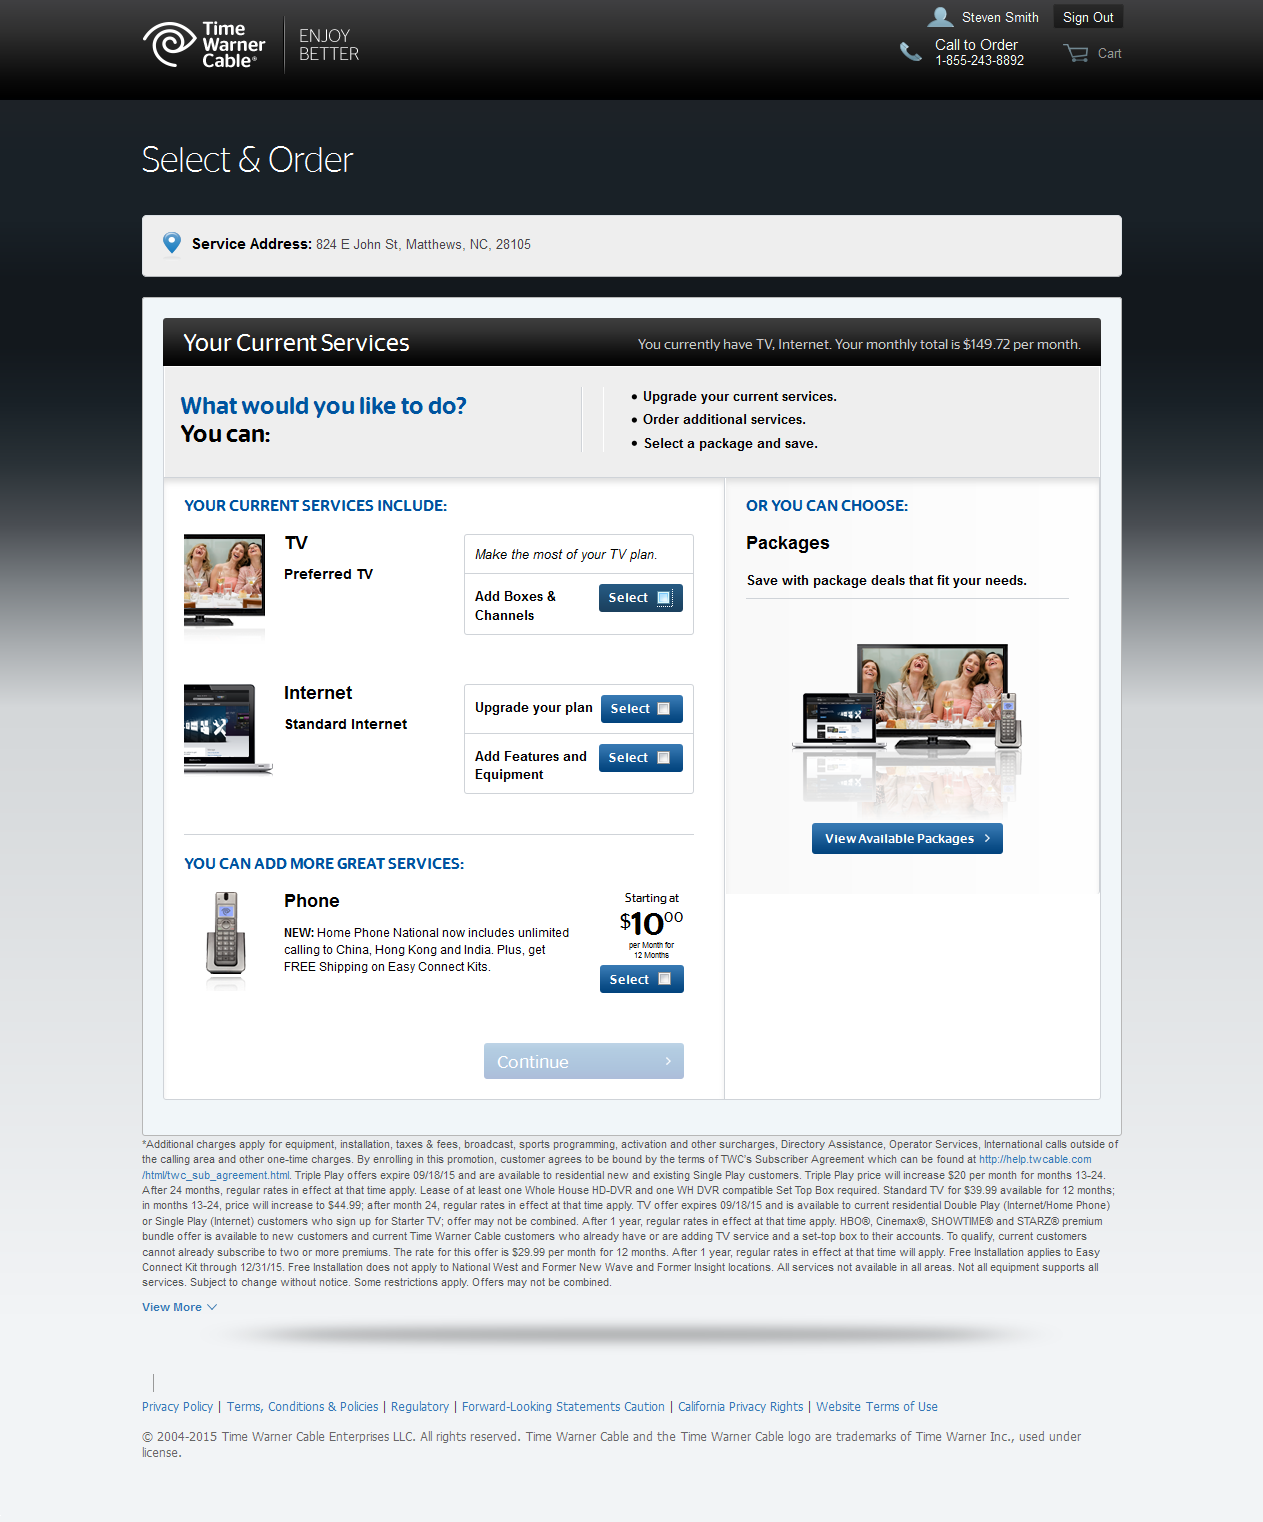 Time
Warner
Cable®
ENJOY
BETTER
Steven Smith
Sign Out
Call to Order
1-855-243-8892
Cart
Select & Order
Service Address: 824 E John St, Matthews, NC, 28105
Your Current Services
You currently have TV, Internet. Your monthly total is $149.72 per month.
What would you like to do?
You can:
• Upgrade your current services.
• Order additional services.
• Select a package and save.
YOUR CURRENT SERVICES INCLUDE:
TV
Preferred TV
Make the most of your TV plan.
Add Boxes &
Channels
Select
Internet
Standard Internet
Upgrade your plan
Select
Add Features and
Equipment
Select
YOU CAN ADD MORE GREAT SERVICES:
Phone
NEW: Home Phone National now includes unlimited
calling to China, Hong Kong and India. Plus, get
FREE Shipping on Easy Connect Kits.
Starting at
$10 00
per Month for
12 Months
Select
Continue
OR YOU CAN CHOOSE:
Packages
Save with package deals that fit your needs.
View Available Packages
*Additional charges apply for equipment, installation, taxes & fees, broadcast, sports programming, activation and other surcharges, Directory Assistance, Operator Services, International calls outside of
the calling area and other one-time charges. By enrolling in this promotion, customer agrees to be bound by the terms of TWC's Subscriber Agreement which can be found at http://help.twcable.com
/html/twc_sub_agreement.html. Triple Play offers expire 09/18/15 and are available to residential new and existing Single Play customers. Triple Play price will increase $20 per month for months 13-24.
After 24 months, regular rates in effect at that time apply. Lease of at least one Whole House HD-DVR and one WH DVR compatible Set Top Box required. Standard TV for $39.99 available for 12 months;
in months 13-24, price will increase to $44.99; after month 24, regular rates in effect at that time apply. TV offer expires 09/18/15 and is available to current residential Double Play (Internet/Home Phone)
or Single Play (Internet) customers who sign up for Starter TV; offer may not be combined. After 1 year, regular rates in effect at that time apply. HBO®, Cinemax®, SHOWTIME® and STARZ® premium
bundle offer is available to new customers and current Time Warner Cable customers who already have or are adding TV service and a set-top box to their accounts. To qualify, current customers
cannot already subscribe to two or more premiums. The rate for this offer is $29.99 per month for 12 months. After 1 year, regular rates in effect at that time will apply. Free Installation applies to Easy
Connect Kit through 12/31/15. Free Installation does not apply to National West and Former New Wave and Former Insight locations. All services not available in all areas. Not all equipment supports all
services. Subject to change without notice. Some restrictions apply. Offers may not be combined.
View More
Privacy Policy | Terms, Conditions & Policies | Regulatory | Forward-Looking Statements Caution | California Privacy Rights | Website Terms of Use
© 2004-2015 Time Warner Cable Enterprises LLC. All rights reserved. Time Warner Cable and the Time Warner Cable logo are trademarks of Time Warner Inc., used under
license.